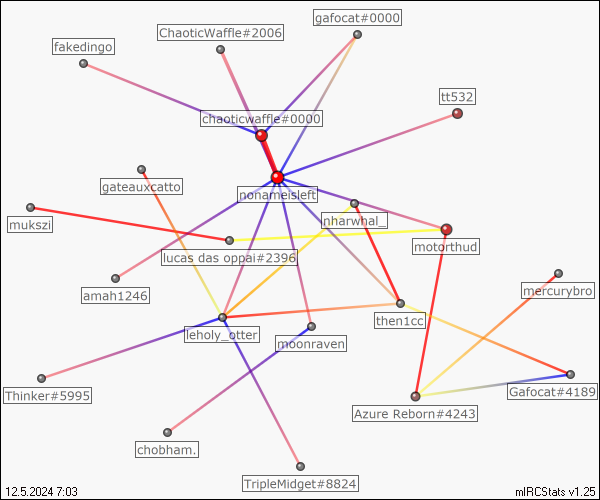 gafocat#0000
ChaoticWaffle#2006
fakedingo
tt532
chaoticwaffle#0000
gateauxcatto
nonameisleft
mukszi
nharwhal_
motorthud
lucas das oppai#2396
mercurybro
amah1246
then1cc
leholy_otter
moonraven
Thinker#5995
Gafocat#4189
Azure Reborn#4243
chobham.
TripleMidget#8824
12.5.2024 7:03
mIRCStats v1.25